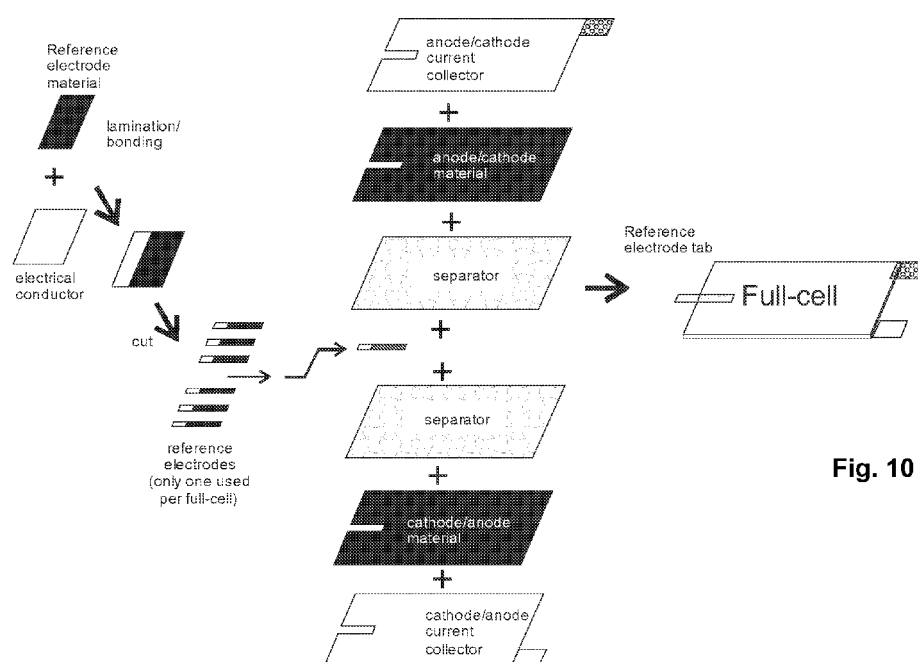 Reference
electrode
material
lamination/
bonding
+
electrical
conductor
cut
reference
electrodes
(only one used
per full-cell)
anode/cathode
current
collector
+
anode/cathode
material
+
separator
+
+
separator
+
cathode/anode
material
+
cathode/anode
current
collector
Reference
electrode tab
Full-cell
Fig. 10